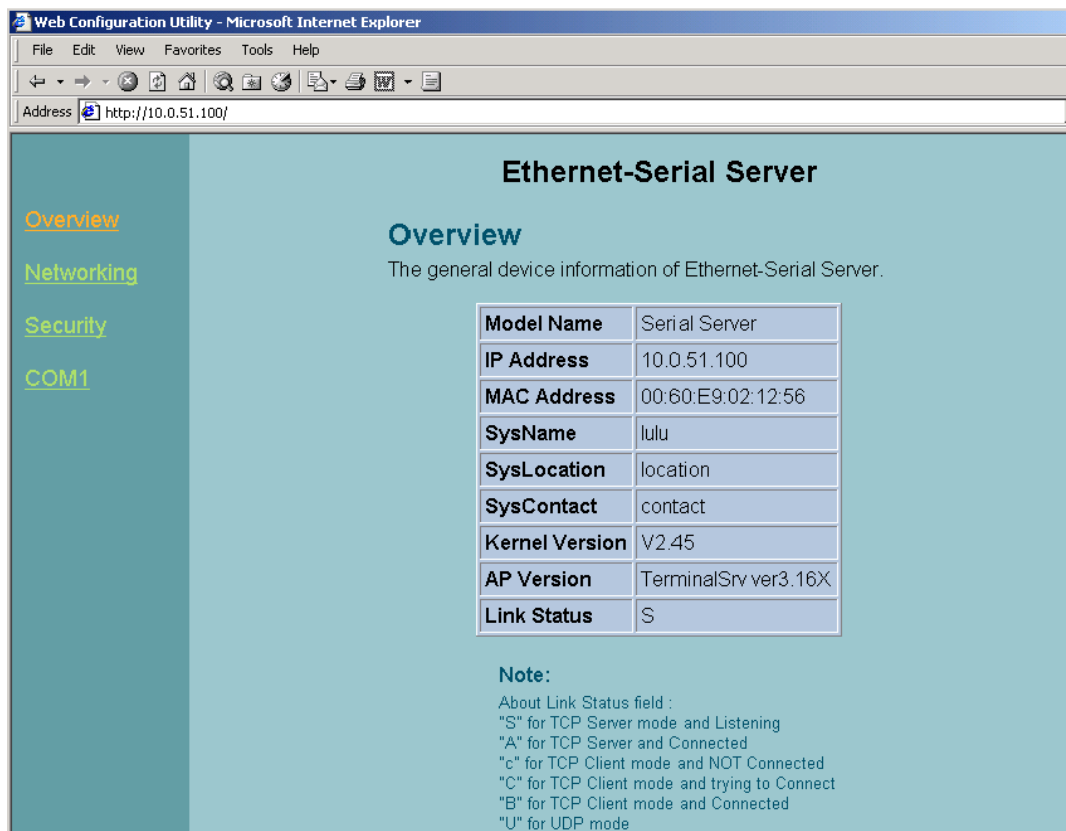 Web Configuration Utility - Microsoft Internet Explorer
File Edit View Favorites Tools Help
Address http://10.0.51.100/
Ethernet-Serial Server
Overview
Networking
Security
COM1
Overview
The general device information of Ethernet-Serial Server.
Model Name Serial Server
IP Address 10.0.51.100
MAC Address 00:60:E9:02:12:56
SysName lulu
SysLocation location
SysContact contact
Kernel Version V2.45
AP Version TerminalSrv ver3.16X
Link Status S
Note:
About Link Status field :
"S" for TCP Server mode and Listening
"A" for TCP Server and Connected
"c" for TCP Client mode and NOT Connected
"C" for TCP Client mode and trying to Connect
"B" for TCP Client mode and Connected
"U" for UDP mode